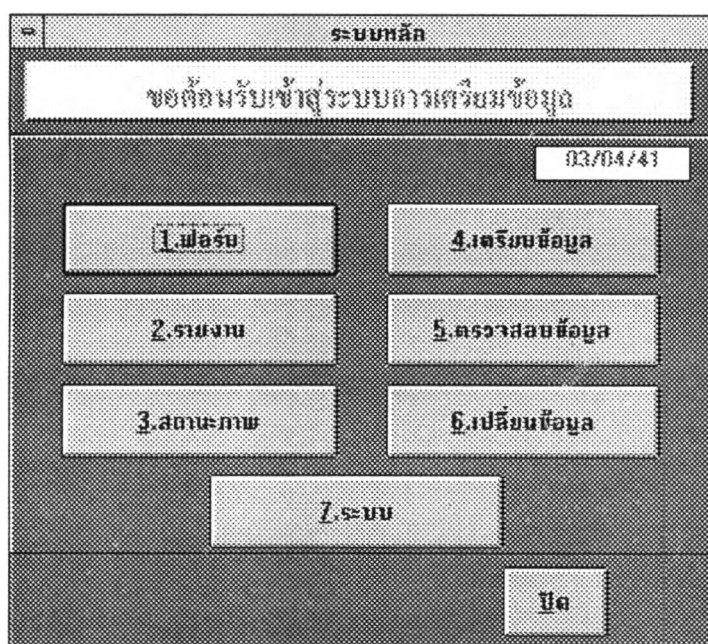 ระบบหลัก
ขอต้อนรับเข้าสู่ระบบการเตรียมข้อมูล
03/04/41
1.ฟอร์ม
4.เตรียมข้อมูล
2.รายงาน
5.ตรวจสอบข้อมูล
3.สถานะภาพ
6.เปลี่ยนข้อมูล
7.ระบบ
ปิด